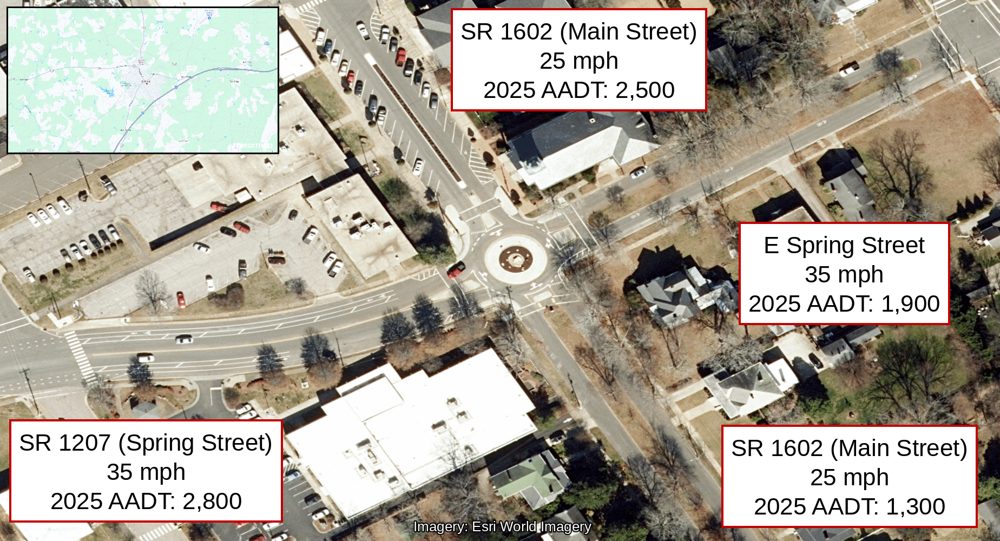 SR 1602 (Main Street)
25 mph
2025 AADT: 2,500
E Spring Street
35 mph
2025 AADT: 1,900
SR 1207 (Spring Street)
35 mph
2025 AADT: 2,800
SR 1602 (Main Street)
25 mph
2025 AADT: 1,300
Imagery: Esri World Imagery